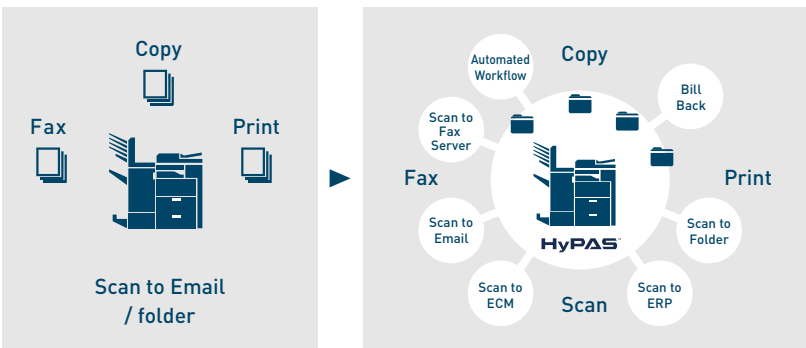 Copy
Fax
Print
Scan to Email
/ folder
Automated
Workflow
Copy
Bill
Back
Scan to
Fax
Server
Fax
Print
Scan to
Email
HyPAS™
Scan to
Folder
Scan to
ECM
Scan
Scan to
ERP